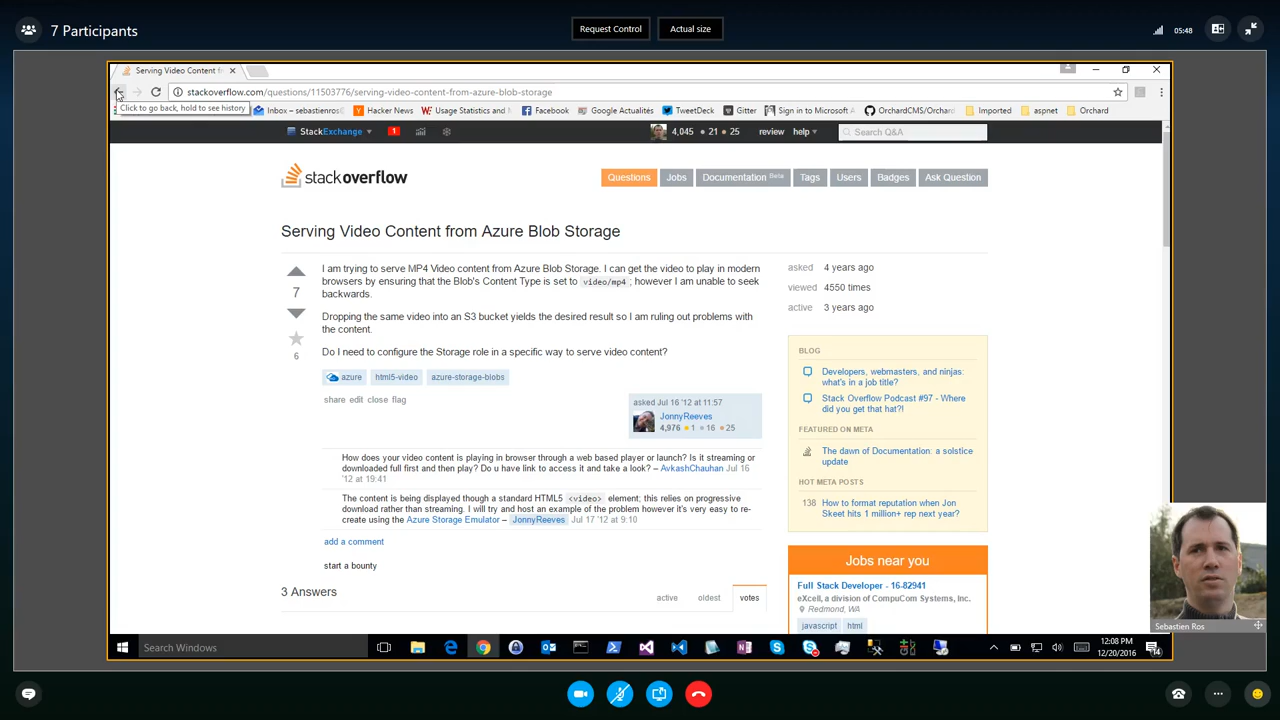 7 Participants
Request Control
Actual size
05:48
Serving Video Content f
stackoverflow.com/questions/11503776/serving-video-content-from-azure-blob-storage
Click to go back, hold to see history
Inbox – sebastienros
Hacker News
Usage Statistics and
Facebook
Google Actualités
TweetDeck
Gitter
Sign in to Microsoft
OrchardCMS/Orchard
Imported
aspnet
Orchard
StackExchange
1
4,045 21 25
review
help
Search Q&A
stackoverflow
Questions
Jobs
Documentation Beta
Tags
Users
Badges
Ask Question
Serving Video Content from Azure Blob Storage
7
6
I am trying to serve MP4 Video content from Azure Blob Storage. I can get the video to play in modern
browsers by ensuring that the Blob's Content Type is set to video/mp4; however I am unable to seek
backwards.
Dropping the same video into an S3 bucket yields the desired result so I am ruling out problems with
the content.
Do I need to configure the Storage role in a specific way to serve video content?
azure
html5-video
azure-storage-blobs
share edit close flag
asked Jul 16 '12 at 11:57
JonnyReeves
4,976 1 16 25
How does your video content is playing in browser through a web based player or launch? Is it streaming or
downloaded full first and then play? Do u have link to access it and take a look? – AvkashChauhan Jul 16
'12 at 19:41
The content is being displayed though a standard HTML5 <video> element; this relies on progressive
download rather than streaming. I will try and host an example of the problem however it's very easy to re-
create using the Azure Storage Emulator – JonnyReeves Jul 17 '12 at 9:10
add a comment
start a bounty
3 Answers
active
oldest
votes
asked 4 years ago
viewed 4550 times
active 3 years ago
BLOG
Developers, webmasters, and ninjas:
what's in a job title?
Stack Overflow Podcast #97 - Where
did you get that hat?!
FEATURED ON META
The dawn of Documentation: a solstice
update
HOT META POSTS
138 How to format reputation when Jon
Skeet hits 1 million+ rep next year?
Jobs near you
Full Stack Developer - 16-82941
eXcell, a division of CompuCom Systems, Inc.
Redmond, WA
javascript
html
Sebastien Ros
Search Windows
12:08 PM
12/20/2016
14